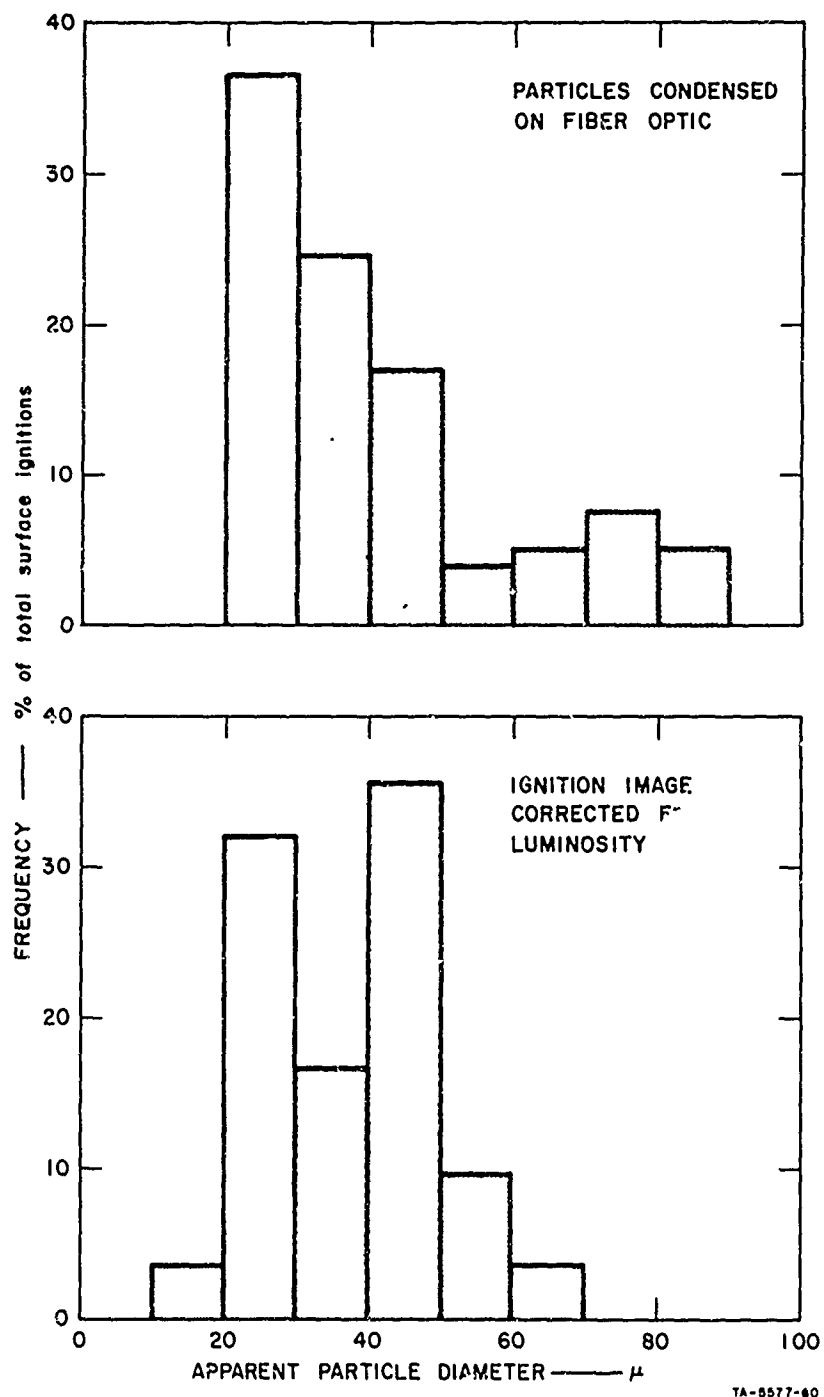 40
PARTICLES CONDENSED
ON FIBER OPTIC
30
20
10
0
FREQUENCY —— % of total surface ignitions
40
IGNITION IMAGE
CORRECTED
LUMINOSITY
30
20
10
0
0 20 40 60 80 100
APPARENT PARTICLE DIAMETER —— μ
TA-5577-60